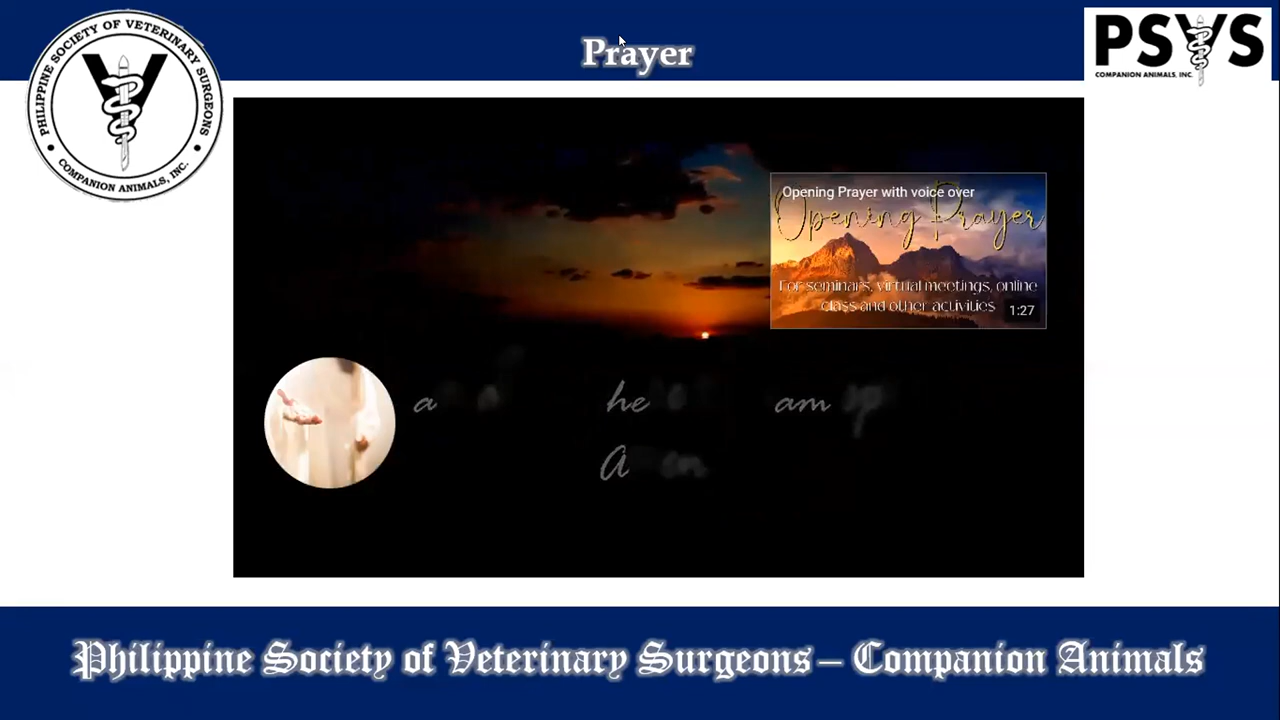 Prayer
PHILIPPINE SOCIETY OF VETERINARY SURGEONS
COMPANION ANIMALS, INC.
V
PSVS
COMPANION ANIMALS, INC.
Opening Prayer with voice over
Opening Prayer
For seminars, virtual meetings, online
class and other activities
1:27
he am
Philippine Society of Veterinary Surgeons – Companion Animals